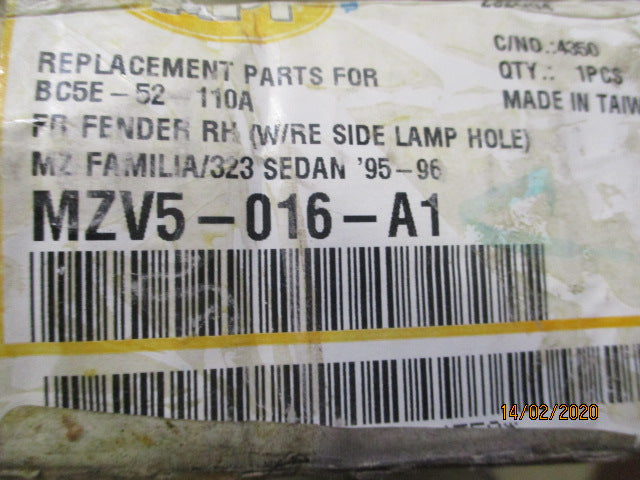 C/NO.:4350
REPLACEMENT PARTS FOR QTY.: 1PCS
BC5E-52-110A MADE IN
FR FENDER RH (W/RE SIDE LAMP HOLE)
MZ FAMILIA/323 SEDAN '95-96
MZV5-016-A1
14/02/2020